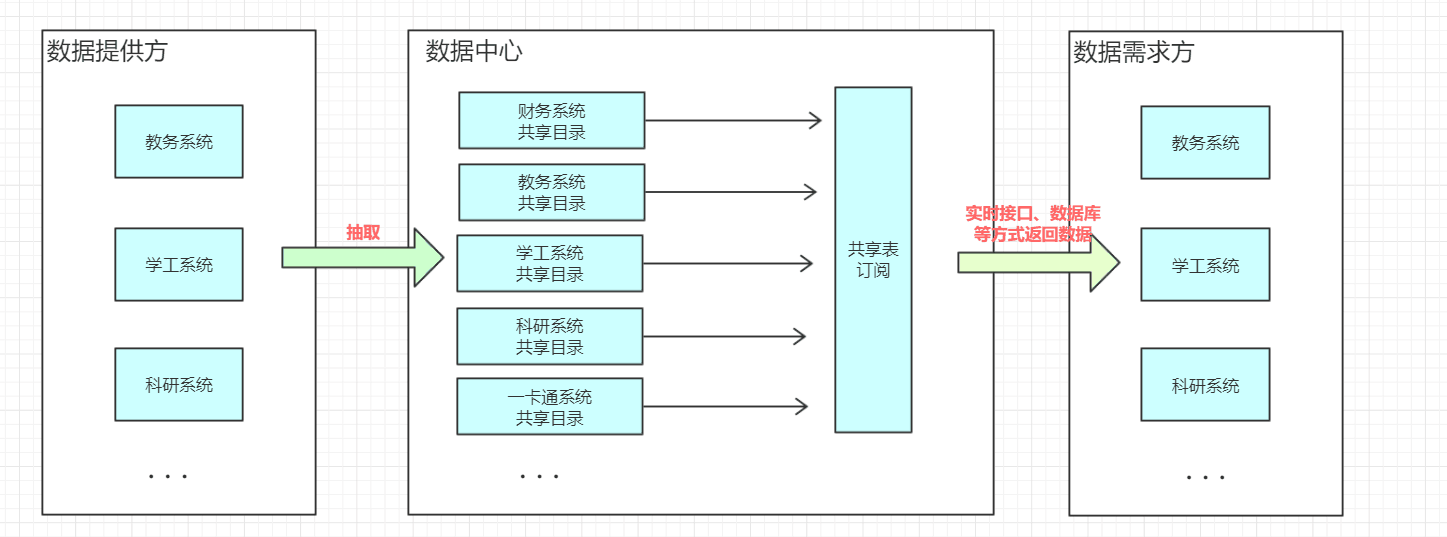 数据提供方
教务系统
学工系统
科研系统
. . .
抽取
数据中心
财务系统
共享目录
教务系统
共享目录
学工系统
共享目录
科研系统
共享目录
一卡通系统
共享目录
. . .
共享表
订阅
实时接口、数据库
等方式返回数据
数据需求方
教务系统
学工系统
科研系统
. . .